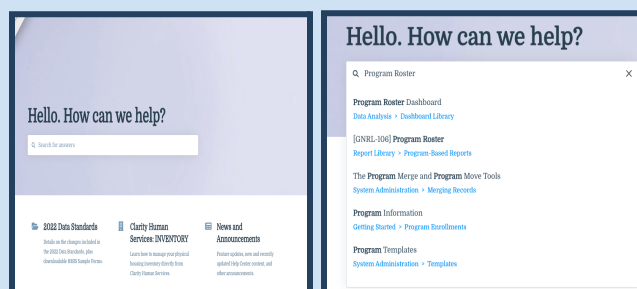 Hello. How can we help?
Search for answers
2022 Data Standards
Details on the changes included in
the 2022 Data Standards, plus
downloadable HMIS Sample Forms.
Clarity Human
Services: INVENTORY
Learn how to manage your physical
housing inventory directly from
Clarity Human Services.
News and
Announcements
Feature updates, new and recently
updated Help Center content, and
other announcements.
Hello. How can we help?
Program Roster
X
Program Roster Dashboard
Data Analysis > Dashboard Library
[GNRL-106] Program Roster
Report Library > Program-Based Reports
The Program Merge and Program Move Tools
System Administration > Merging Records
Program Information
Getting Started > Program Enrollments
Program Templates
System Administration > Templates